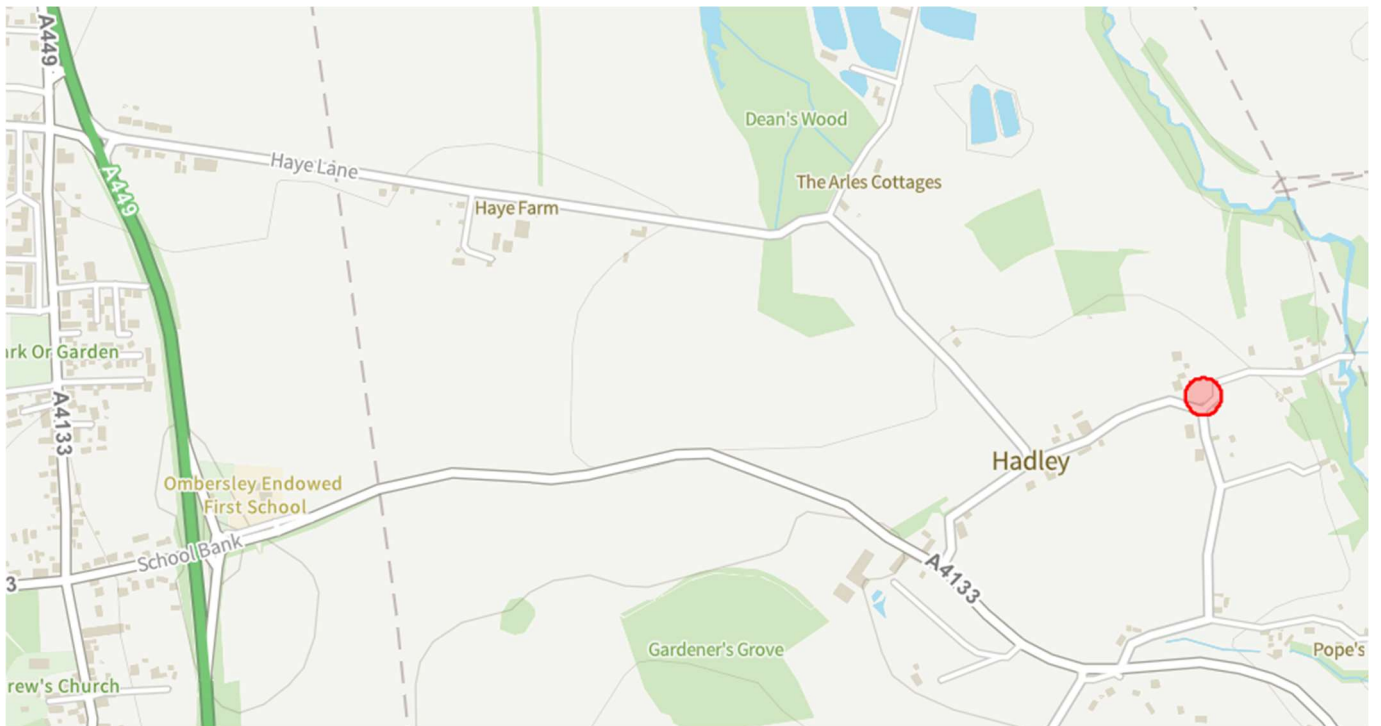 A449
Dean's Wood
Haye Lane
A449
The Arles Cottages
Haye Farm
ark Or Garden
A4133
Hadley
Ombersley Endowed
First School
School Bank
A4133
3
Gardener's Grove
Pope's
rew's Church